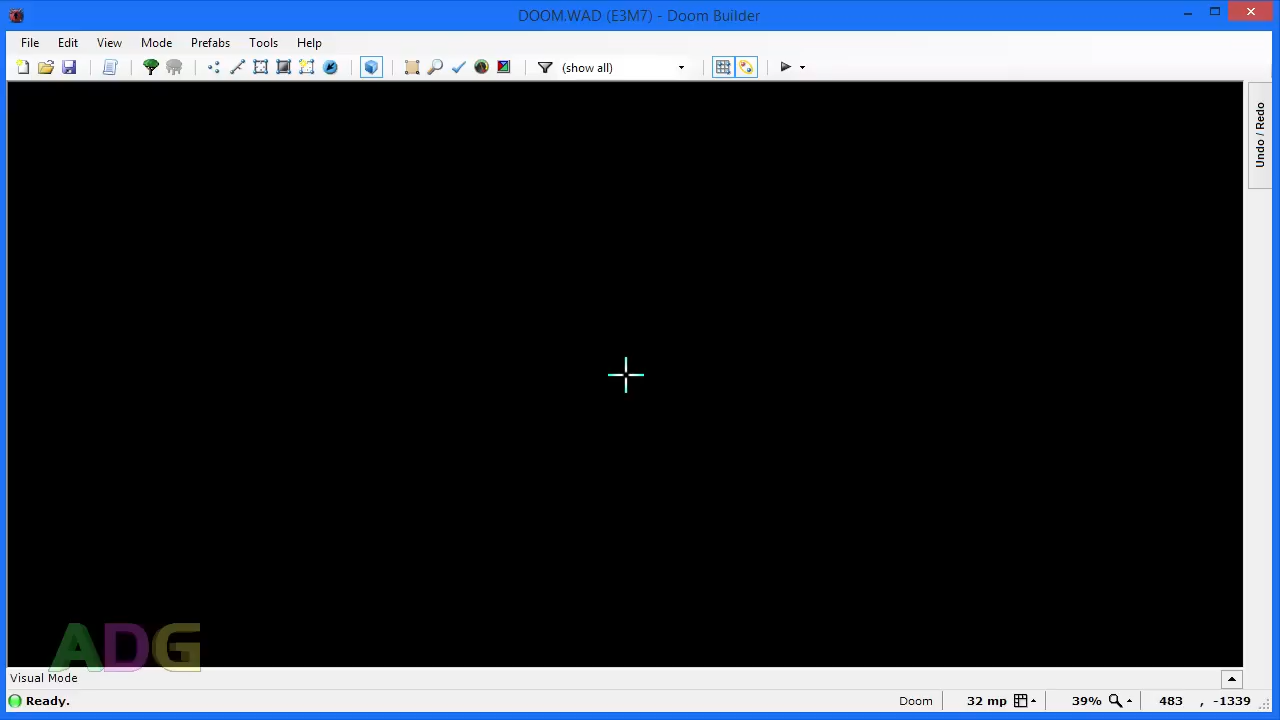 DOOM.WAD (E3M7) - Doom Builder
File Edit View Mode Prefabs Tools Help
(show all)
Undo / Redo
ADG
Visual Mode
Ready. Doom 32 mp 39% 483 , -1339